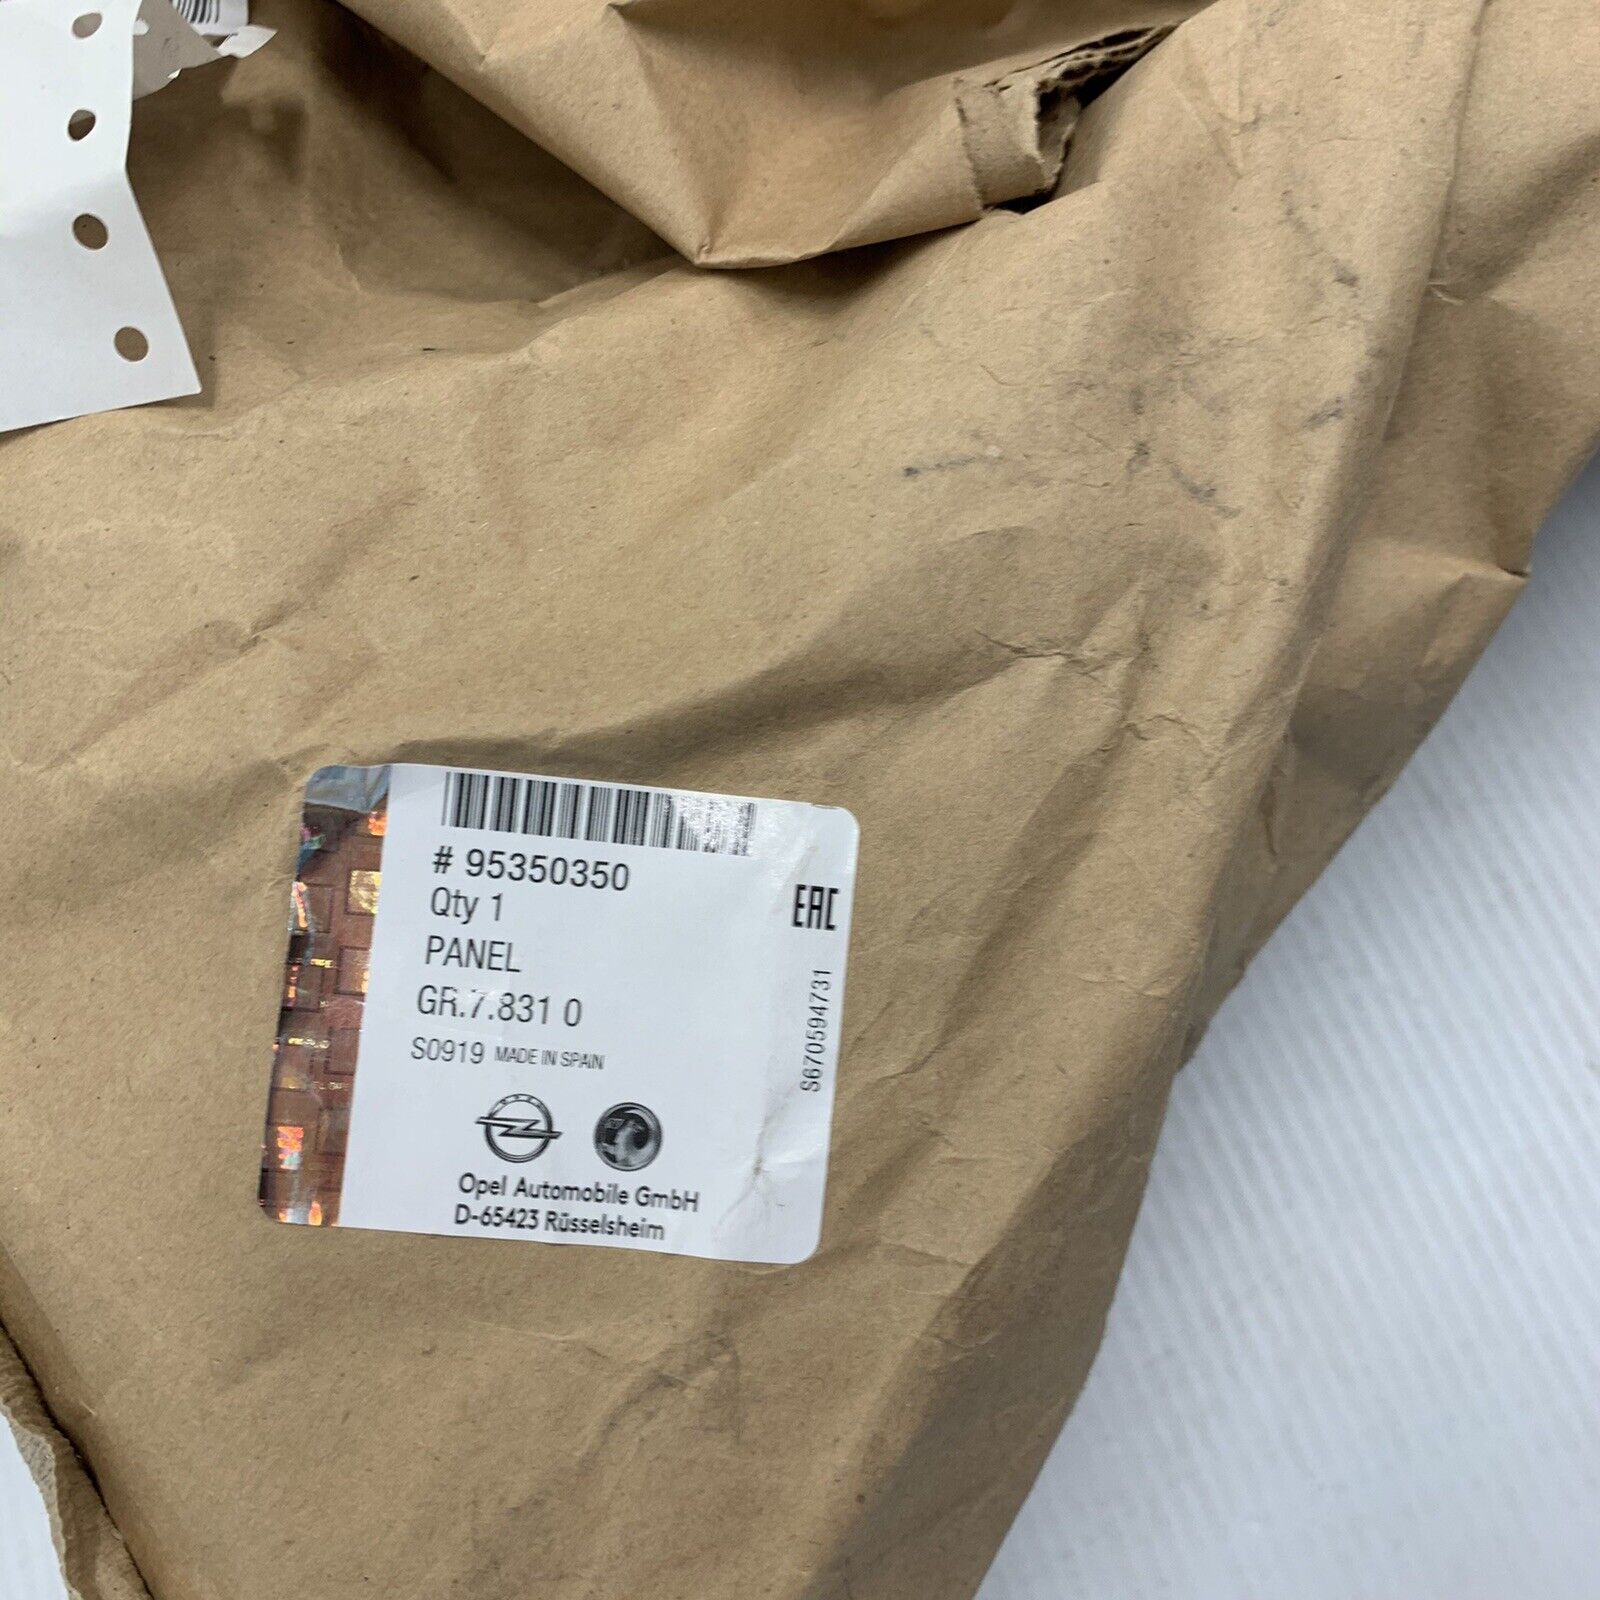 # 95350350
Qty 1
PANEL
GR.7.831 0
S0919 MADE IN SPAIN
Opel Automobile GmbH
D-65423 Rüsselsheim
EAC
S670594731